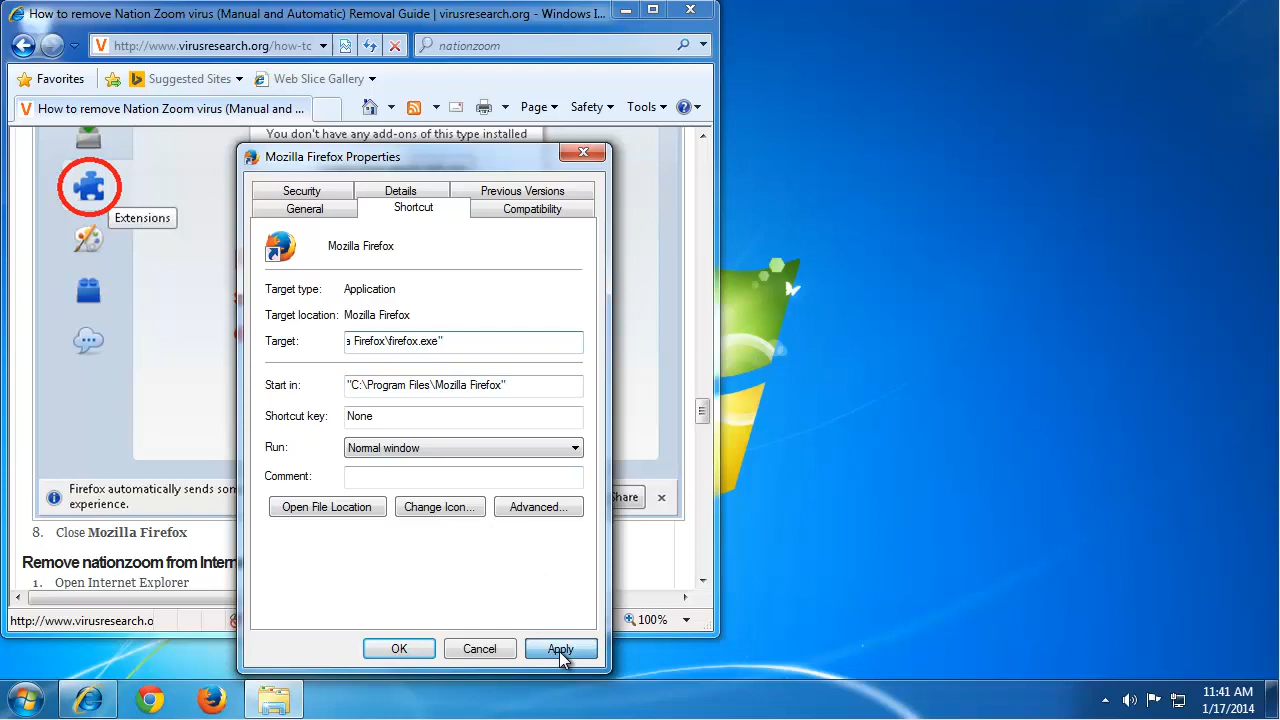 How to remove Nation Zoom virus (Manual and Automatic) Removal Guide | virusresearch.org - Windows I...
http://www.virusresearch.org/how-tc
nationzoom
Favorites
Suggested Sites
Web Slice Gallery
How to remove Nation Zoom virus (Manual and ...
Page
Safety
Tools
You don't have any add-ons of this type installed
Extensions
Mozilla Firefox Properties
Security
Details
Previous Versions
General
Shortcut
Compatibility
Mozilla Firefox
Target type:
Application
Target location:
Mozilla Firefox
Target:
a Firefox\firefox.exe"
Start in:
"C:\Program Files\Mozilla Firefox"
Shortcut key:
None
Run:
Normal window
Comment:
Open File Location
Change Icon...
Advanced...
OK
Cancel
Apply
Firefox automatically sends son
experience.
Share
8. Close Mozilla Firefox
Remove nationzoom from Intern
1. Open Internet Explorer
http://www.virusresearch.o
100%
11:41 AM
1/17/2014